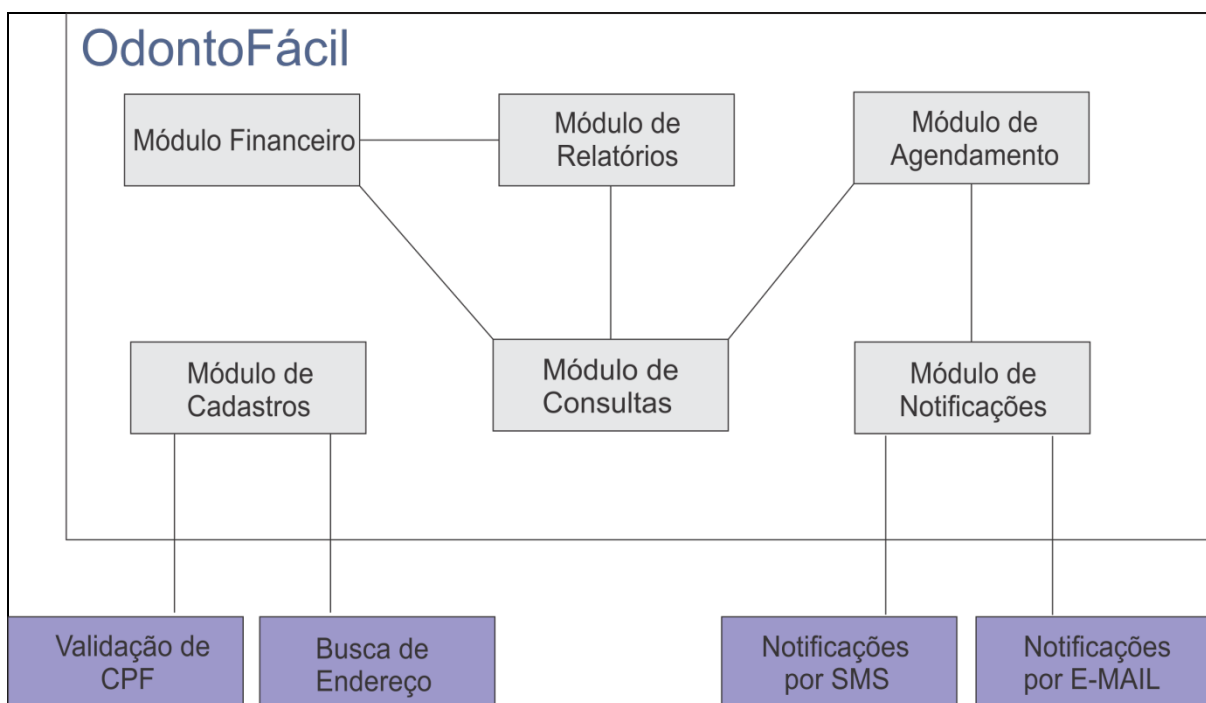 OdontoFácil
Módulo Financeiro
Módulo de
Relatórios
Módulo de
Agendamento
Módulo de
Cadastros
Módulo de
Consultas
Módulo de
Notificações
Validação de
CPF
Busca de
Endereço
Notificações
por SMS
Notificações
por E-MAIL